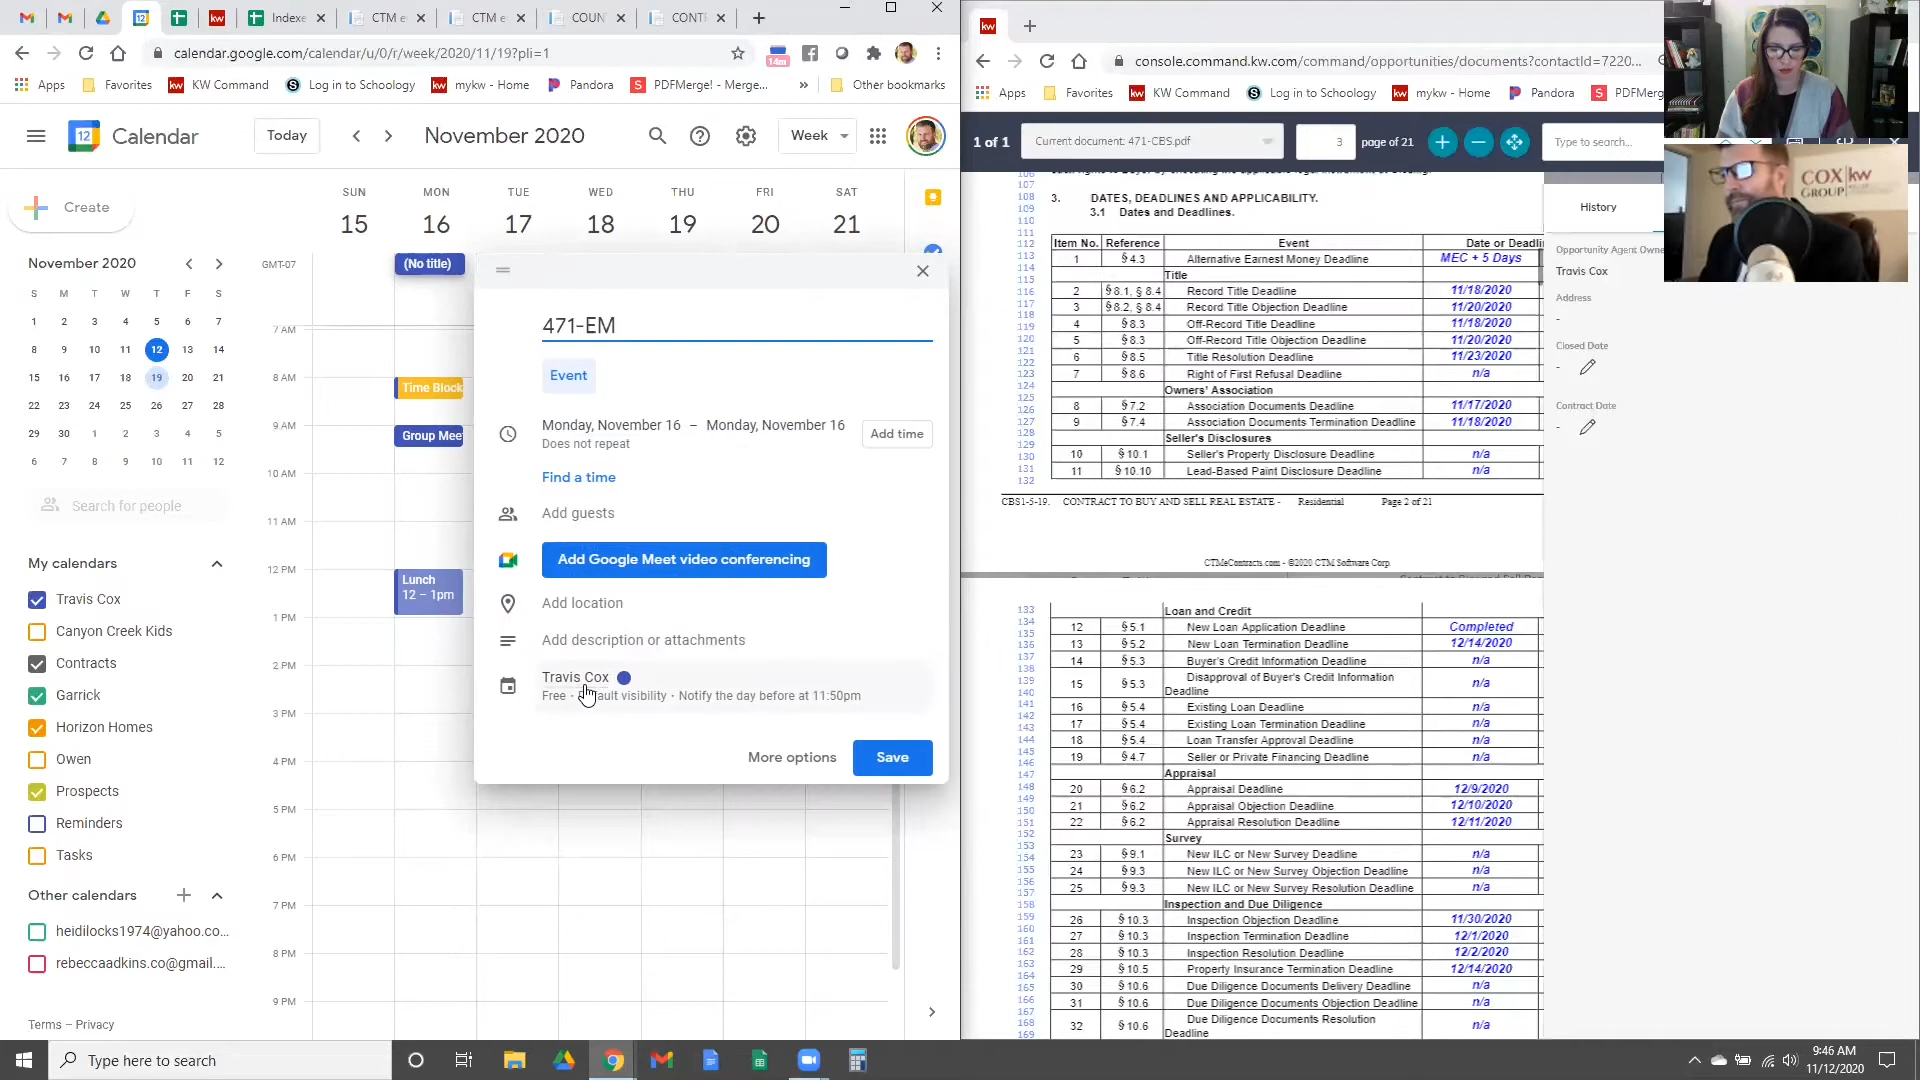 Indexe
CTM e
CTM e
COUN
CONT
calendar.google.com/calendar/u/0/r/week/2020/11/19?pli=1
14m
Apps
Favorites
KW Command
Log in to Schoology
mykw - Home
Pandora
PDFMerge! - Merge...
»
Other bookmarks
Calendar
Today
November 2020
Week
Create
SUN MON TUE WED THU FRI SAT
15 16 17 18 19 20 21
November 2020
S M T W T F S
1 2 3 4 5 6 7
8 9 10 11 12 13 14
15 16 17 18 19 20 21
22 23 24 25 26 27 28
29 30 1 2 3 4 5
6 7 8 9 10 11 12
Search for people
My calendars
Travis Cox
Canyon Creek Kids
Contracts
Garrick
Horizon Homes
Owen
Prospects
Reminders
Tasks
Other calendars
heidilocks1974@yahoo.co...
rebeccaadkins.co@gmail....
Terms – Privacy
GMT-07
7 AM
8 AM
9 AM
10 AM
11 AM
12 PM
1 PM
2 PM
3 PM
4 PM
5 PM
6 PM
7 PM
8 PM
9 PM
(No title)
Time Block
Group Mee
Lunch
12 – 1pm
471-EM
Event
Monday, November 16 – Monday, November 16
Does not repeat
Add time
Find a time
Add guests
Add Google Meet video conferencing
Add location
Add description or attachments
Travis Cox
Free · ault visibility · Notify the day before at 11:50pm
More options
Save
console.command.kw.com/command/opportunities/documents?contactId=7220...
Apps
Favorites
KW Command
Log in to Schoology
mykw - Home
Pandora
PDFMerg
1 of 1
Current document: 471-CBS.pdf
3
page of 21
Type to search...
3. DATES, DEADLINES AND APPLICABILITY.
3.1 Dates and Deadlines.
Item No. Reference Event Date or Deadli
1 § 4.3 Alternative Earnest Money Deadline MEC + 5 Days
Title
2 § 8.1, § 8.4 Record Title Deadline 11/18/2020
3 § 8.2, § 8.4 Record Title Objection Deadline 11/20/2020
4 § 8.3 Off-Record Title Deadline 11/18/2020
5 § 8.3 Off-Record Title Objection Deadline 11/20/2020
6 § 8.5 Title Resolution Deadline 11/23/2020
7 § 8.6 Right of First Refusal Deadline n/a
Owners' Association
8 § 7.2 Association Documents Deadline 11/17/2020
9 § 7.4 Association Documents Termination Deadline 11/18/2020
Seller's Disclosures
10 § 10.1 Seller's Property Disclosure Deadline n/a
11 § 10.10 Lead-Based Paint Disclosure Deadline n/a
CBS1-5-19. CONTRACT TO BUY AND SELL REAL ESTATE - Residential Page 2 of 21
CTMeContracts.com - ©2020 CTM Software Corp.
Loan and Credit
12 § 5.1 New Loan Application Deadline Completed
13 § 5.2 New Loan Termination Deadline 12/14/2020
14 § 5.3 Buyer's Credit Information Deadline n/a
15 § 5.3 Disapproval of Buyer's Credit Information Deadline n/a
16 § 5.4 Existing Loan Deadline n/a
17 § 5.4 Existing Loan Termination Deadline n/a
18 § 5.4 Loan Transfer Approval Deadline n/a
19 § 4.7 Seller or Private Financing Deadline n/a
Appraisal
20 § 6.2 Appraisal Deadline 12/9/2020
21 § 6.2 Appraisal Objection Deadline 12/10/2020
22 § 6.2 Appraisal Resolution Deadline 12/11/2020
Survey
23 § 9.1 New ILC or New Survey Deadline n/a
24 § 9.3 New ILC or New Survey Objection Deadline n/a
25 § 9.3 New ILC or New Survey Resolution Deadline n/a
Inspection and Due Diligence
26 § 10.3 Inspection Objection Deadline 11/30/2020
27 § 10.3 Inspection Termination Deadline 12/1/2020
28 § 10.3 Inspection Resolution Deadline 12/2/2020
29 § 10.5 Property Insurance Termination Deadline 12/14/2020
30 § 10.6 Due Diligence Documents Delivery Deadline n/a
31 § 10.6 Due Diligence Documents Objection Deadline n/a
32 § 10.6 Due Diligence Documents Resolution Deadline n/a
History
Opportunity Agent Owne
Travis Cox
Address
-
Closed Date
-
Contract Date
-
COX kw
GROUP
Type here to search
9:46 AM
11/12/2020